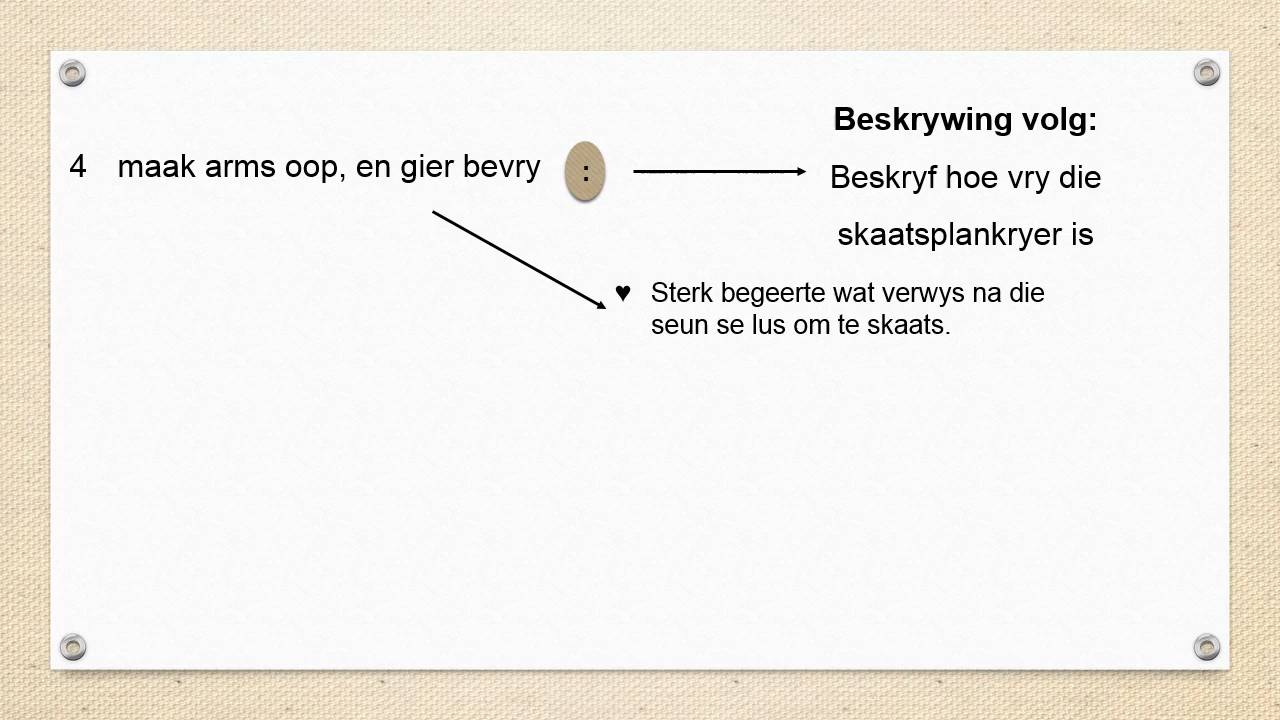 Beskrywing volg:
4 maak arms oop, en gier bevry :
Beskryf hoe vry die
skaatsplankryer is
♥ Sterk begeerte wat verwys na die
seun se lus om te skaats.